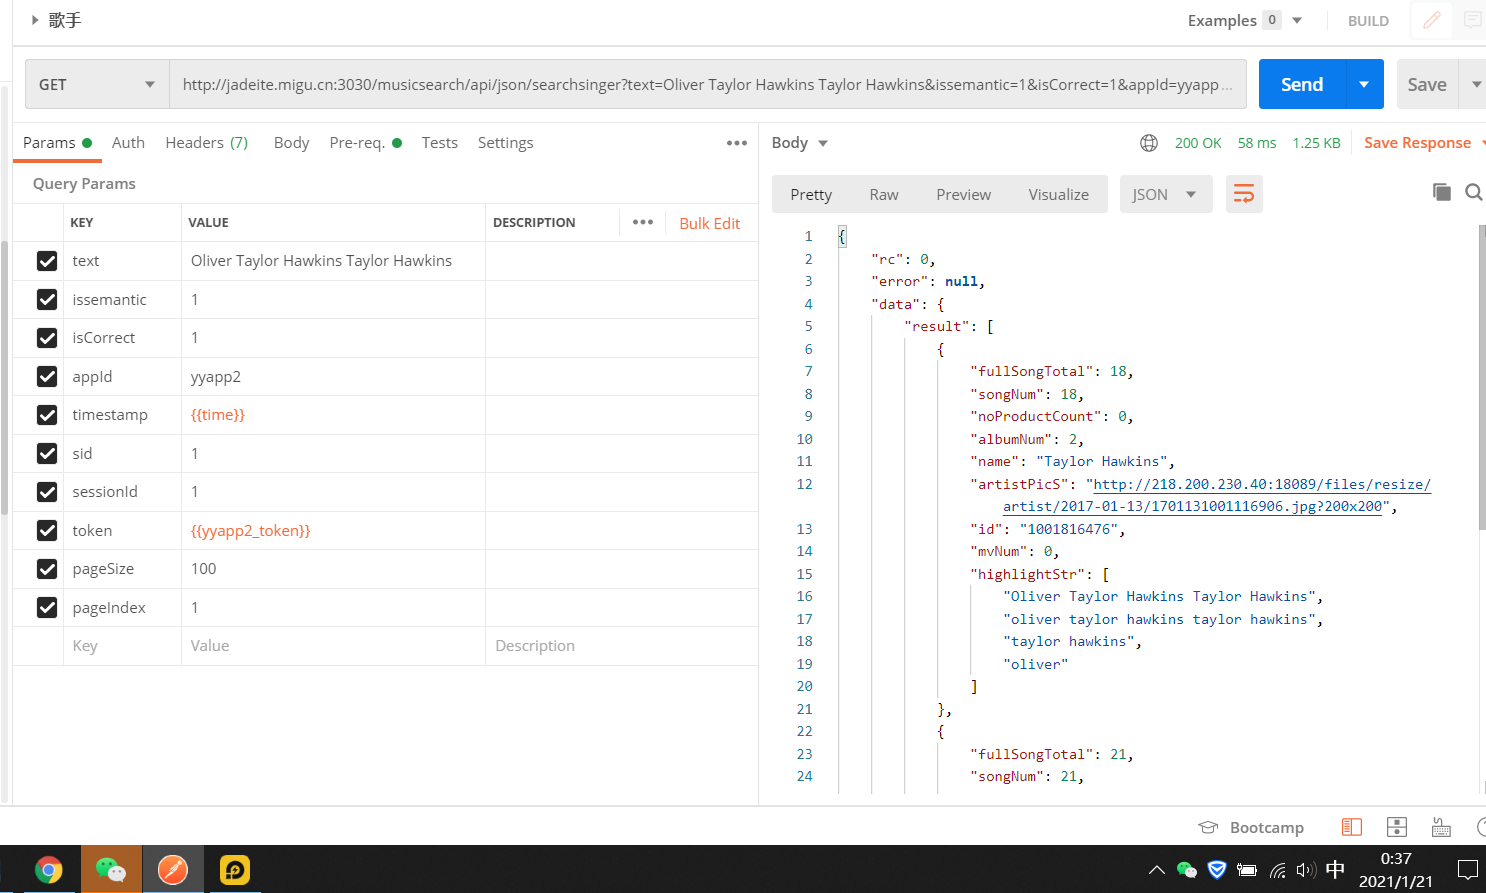 歌手
Examples 0
BUILD
GET
http://jadeite.migu.cn:3030/musicsearch/api/json/searchsinger?text=Oliver Taylor Hawkins Taylor Hawkins&issemantic=1&isCorrect=1&appId=yyapp...
Send
Save
Params
Auth
Headers (7)
Body
Pre-req.
Tests
Settings
Query Params
KEY VALUE DESCRIPTION Bulk Edit
text Oliver Taylor Hawkins Taylor Hawkins
issemantic 1
isCorrect 1
appId yyapp2
timestamp {{time}}
sid 1
sessionId 1
token {{yyapp2_token}}
pageSize 100
pageIndex 1
Key Value Description
Body
200 OK 58 ms 1.25 KB Save Response
Pretty Raw Preview Visualize JSON
1 {
2 "rc": 0,
3 "error": null,
4 "data": {
5 "result": [
6 {
7 "fullSongTotal": 18,
8 "songNum": 18,
9 "noProductCount": 0,
10 "albumNum": 2,
11 "name": "Taylor Hawkins",
12 "artistPicS": "http://218.200.230.40:18089/files/resize/
artist/2017-01-13/1701131001116906.jpg?200x200",
13 "id": "1001816476",
14 "mvNum": 0,
15 "highlightStr": [
16 "Oliver Taylor Hawkins Taylor Hawkins",
17 "oliver taylor hawkins taylor hawkins",
18 "taylor hawkins",
19 "oliver"
20 ]
21 },
22 {
23 "fullSongTotal": 21,
24 "songNum": 21,
Bootcamp
中
0:37
2021/1/21